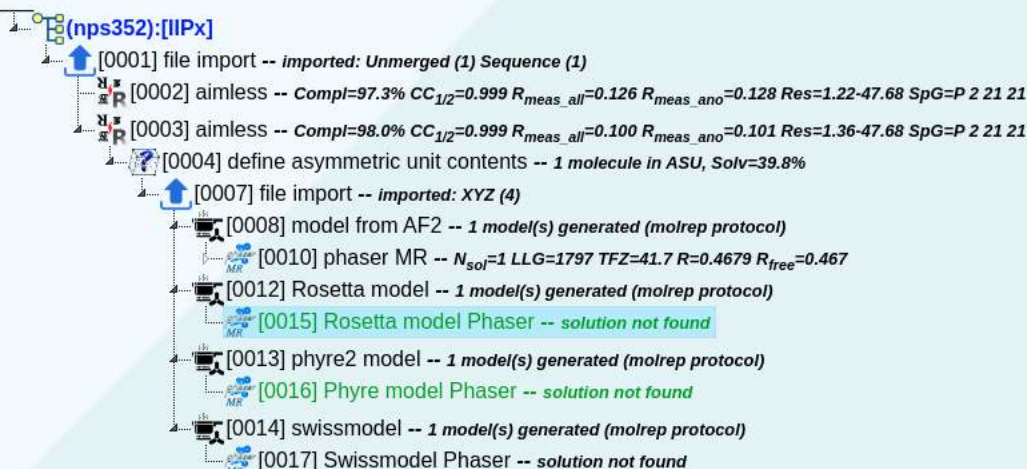 (nps352):[IIPx]
[0001] file import -- imported: Unmerged (1) Sequence (1)
[0002] aimless -- Compl=97.3% CC1/2=0.999 Rmeas_all=0.126 Rmeas_ano=0.128 Res=1.22-47.68 SpG=P 2 21 21
[0003] aimless -- Compl=98.0% CC1/2=0.999 Rmeas_all=0.100 Rmeas_ano=0.101 Res=1.36-47.68 SpG=P 2 21 21
[0004] define asymmetric unit contents -- 1 molecule in ASU, Solv=39.8%
[0007] file import -- imported: XYZ (4)
[0008] model from AF2 -- 1 model(s) generated (molrep protocol)
[0010] phaser MR -- Nsol=1 LLG=1797 TFZ=41.7 R=0.4679 Rfree=0.467
[0012] Rosetta model -- 1 model(s) generated (molrep protocol)
[0015] Rosetta model Phaser -- solution not found
[0013] phyre2 model -- 1 model(s) generated (molrep protocol)
[0016] Phyre model Phaser -- solution not found
[0014] swissmodel -- 1 model(s) generated (molrep protocol)
[0017] Swissmodel Phaser -- solution not found